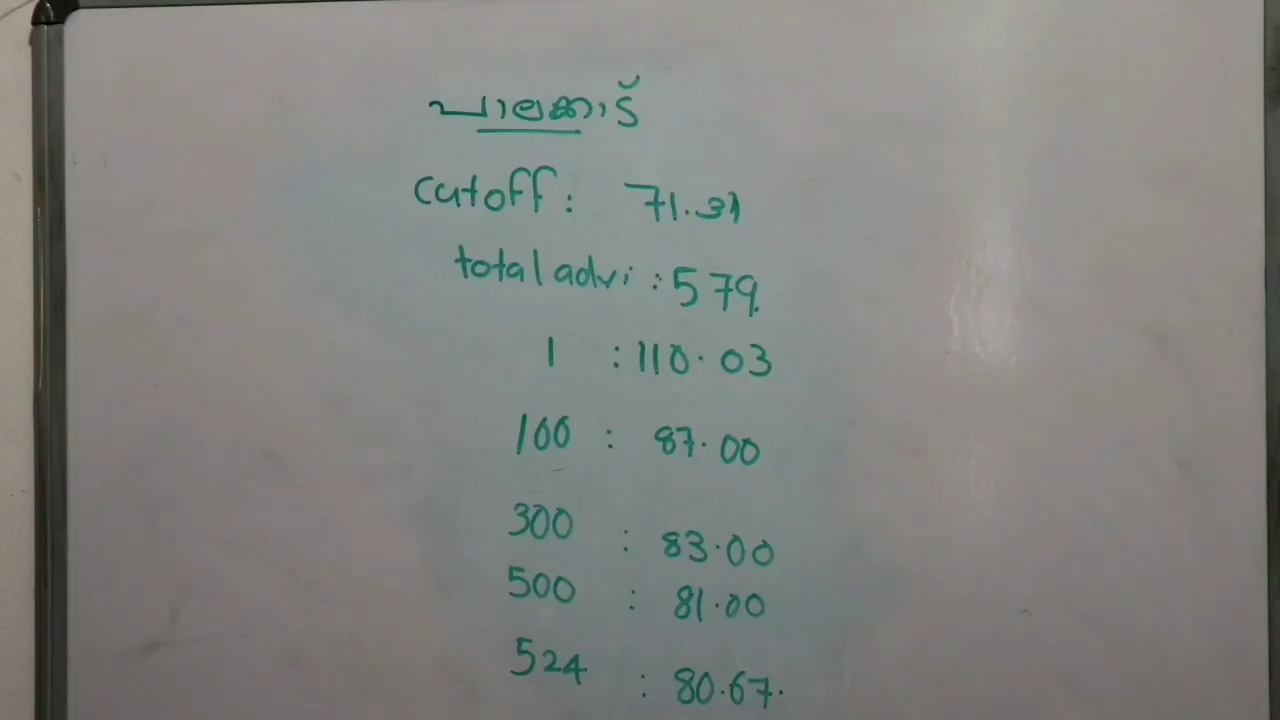 പാലക്കാട്
cutoff: 71.31
total advi: 579.
1 : 110.03
100 : 87.00
300 : 83.00
500 : 81.00
524 : 80.67.